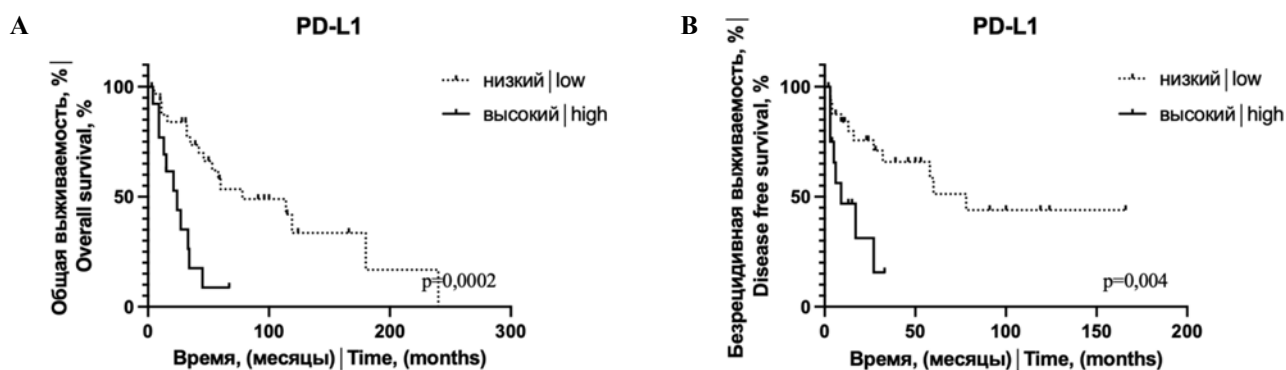 A
PD-L1
Общая выживаемость, %|
Overall survival, %
100
50
0
0
100
200
300
низкий|low
высокий|high
p=0,0002
Время, (месяцы)|Time, (months)
B
PD-L1
Безрецидивная выживаемость, %|
Disease free survival, %
100
50
0
0
50
100
150
200
низкий|low
высокий|high
p=0,004
Время, (месяцы)|Time, (months)